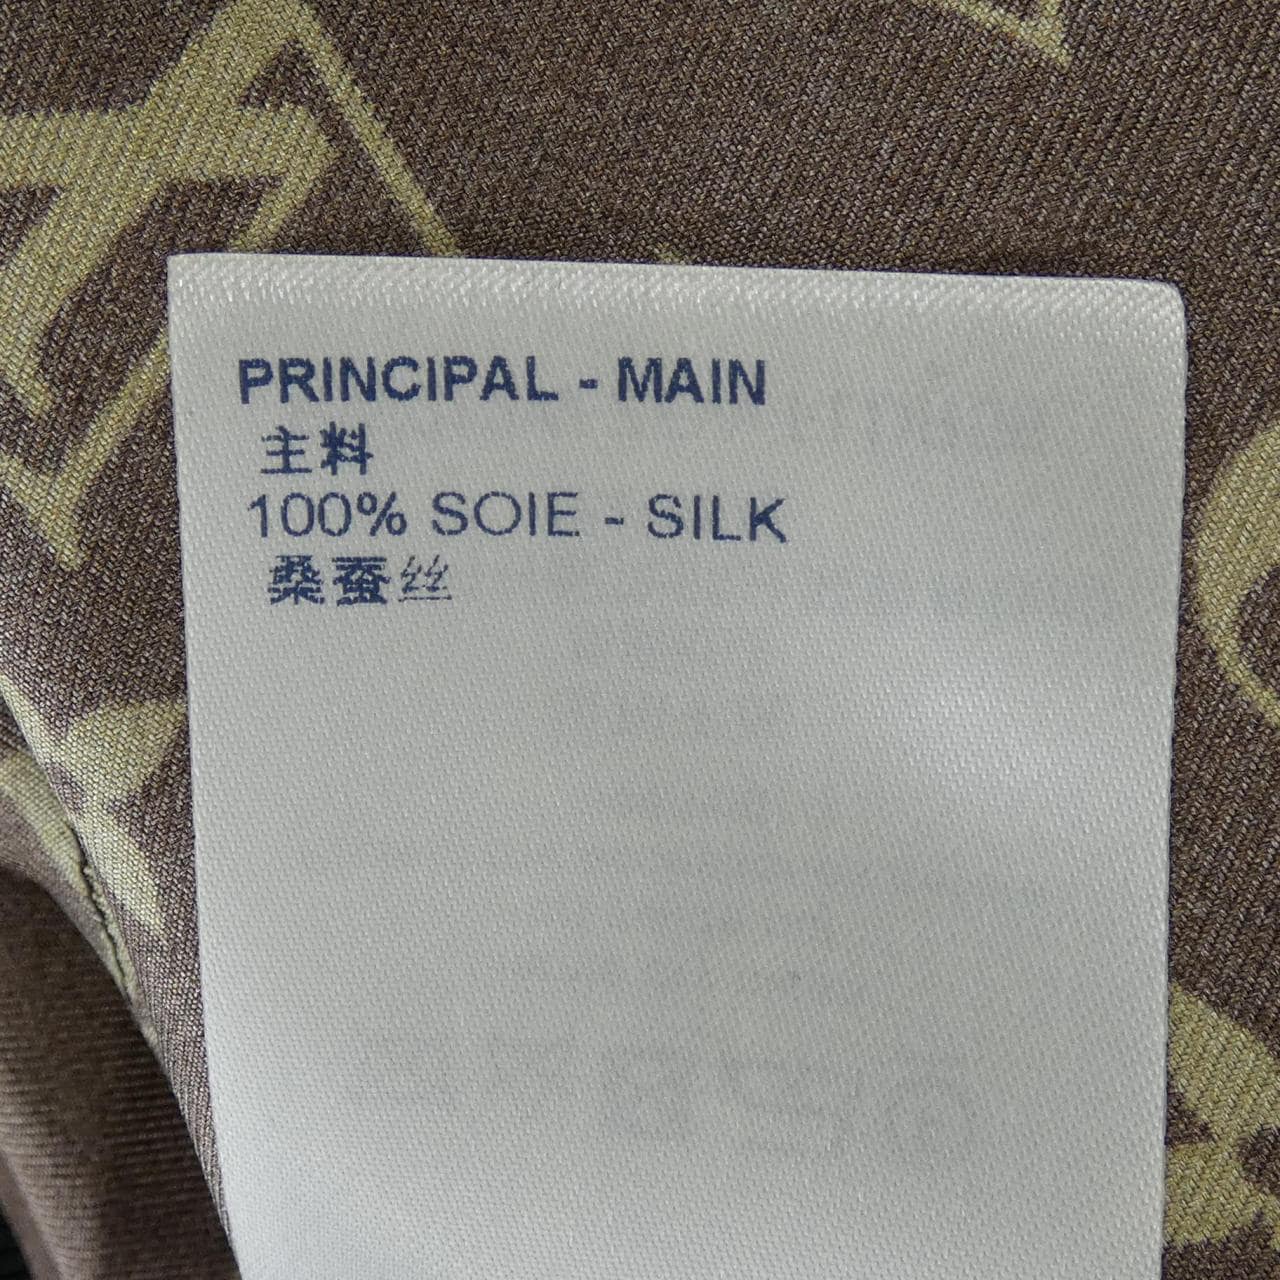 PRINCIPAL - MAIN
主料
100% SOIE - SILK
桑蚕丝